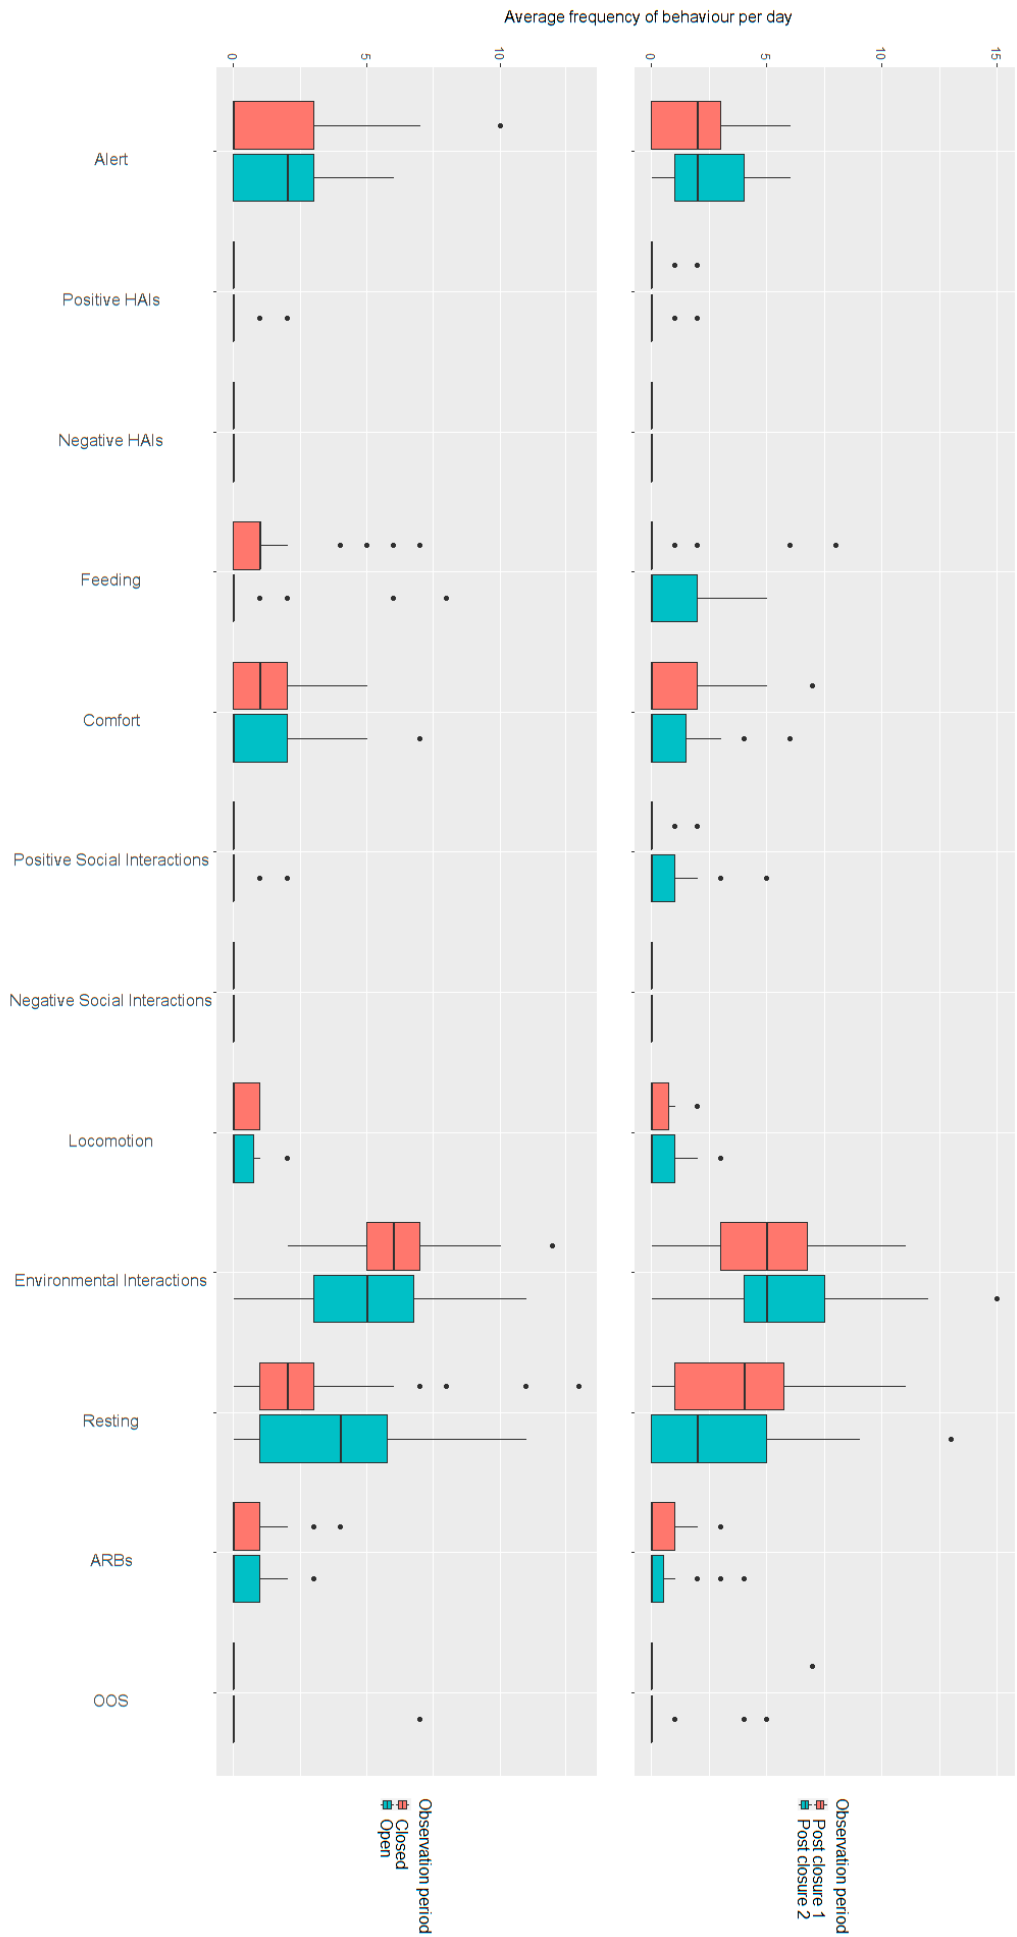 Average frequency of behaviour per day
0
5
10
0
5
10
15
Alert
Positive HAIs
Negative HAIs
Feeding
Comfort
Positive Social Interactions
Negative Social Interactions
Locomotion
Environmental Interactions
Resting
ARBs
OOS
Observation period
Closed
Open
Observation period
Post closure 1
Post closure 2